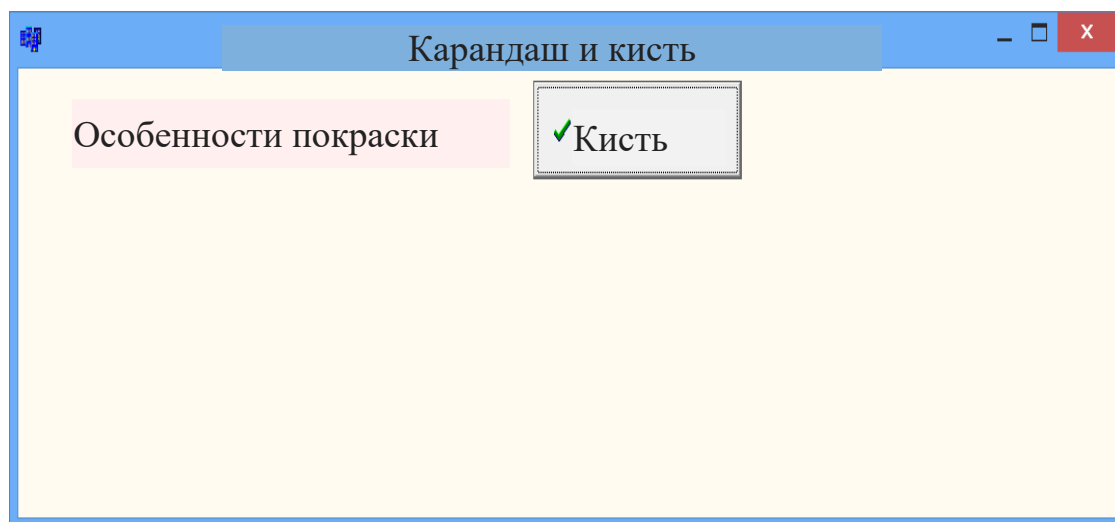 Карандаш и кисть
Особенности покраски
Кисть